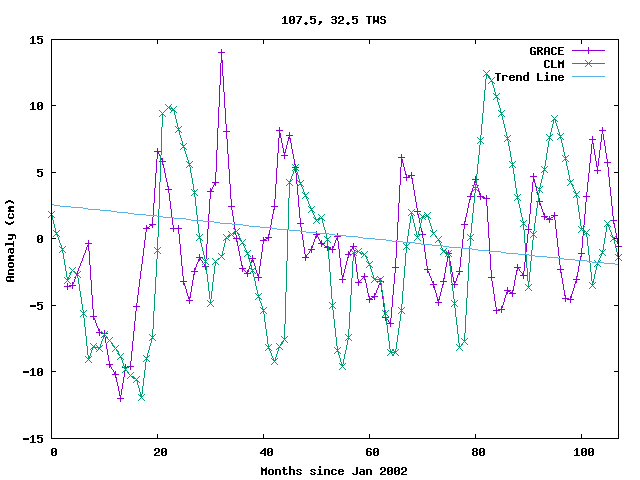 107.5, 32.5 TWS
GRACE
CLM
Trend Line
15
10
5
0
-5
-10
-15
Anomaly (cm)
0 20 40 60 80 100
Months since Jan 2002